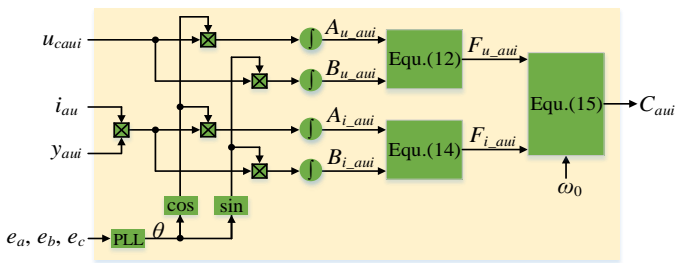 u_caui
A_u_aui
∫
Equ.(12)
F_u_aui
B_u_aui
∫
Equ.(15)
C_aui
i_au
y_aui
A_i_aui
∫
Equ.(14)
F_i_aui
B_i_aui
∫
ω_0
cos
sin
e_a, e_b, e_c
PLL
θ